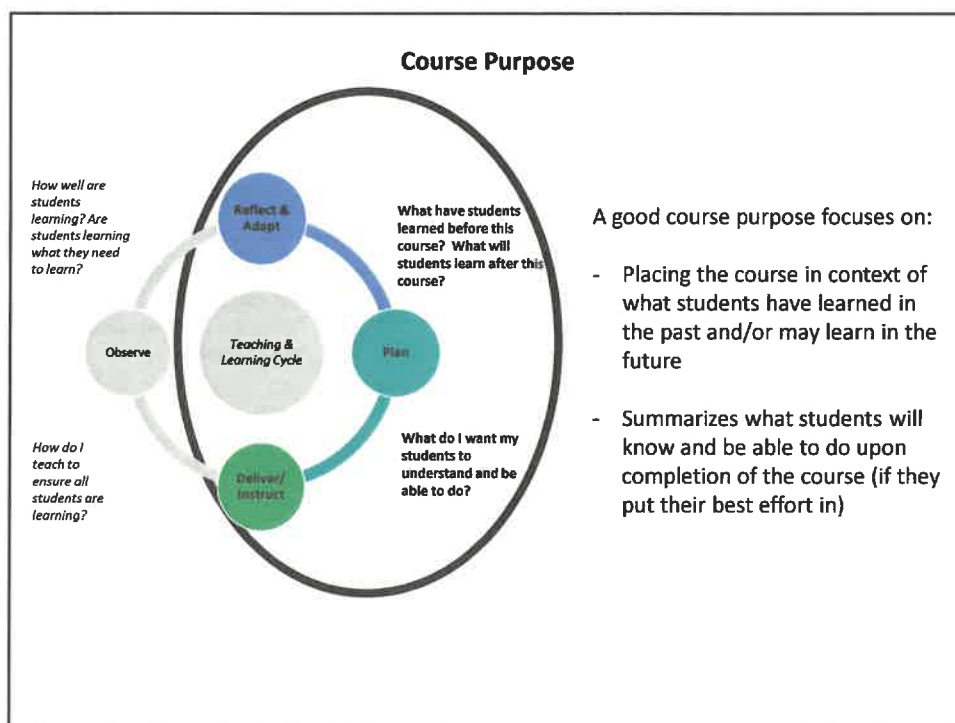 Course Purpose
How well are
students
learning? Are
students learning
what they need
to learn?
Reflect &
Adapt
What have students
learned before this
course? What will
students learn after this
course?
Observe
Teaching &
Learning Cycle
Plan
How do I
teach to
ensure all
students are
learning?
Deliver/
Instruct
What do I want my
students to
understand and be
able to do?
A good course purpose focuses on:
- Placing the course in context of
what students have learned in
the past and/or may learn in the
future
- Summarizes what students will
know and be able to do upon
completion of the course (if they
put their best effort in)